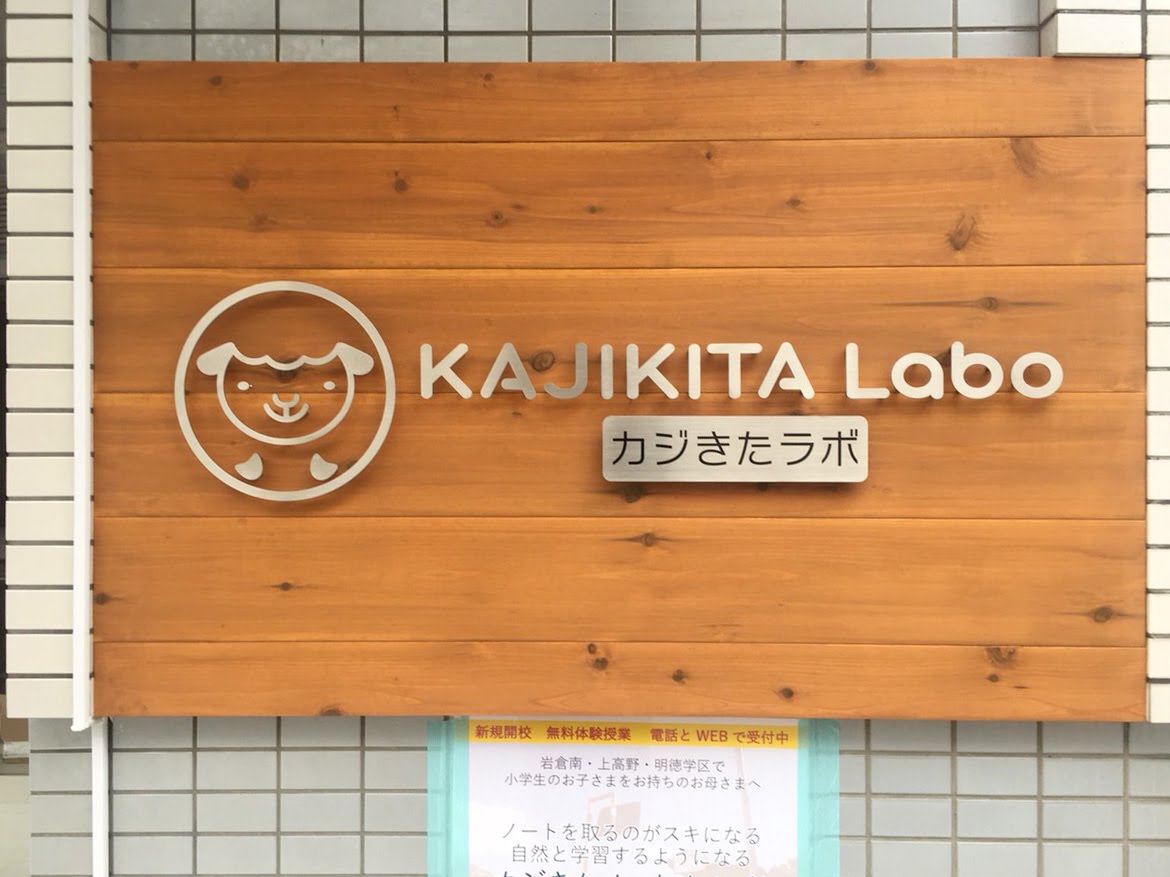 KAJIKITA Labo
カジきたラボ
新規開校 無料体験授業 電話と WEB で受付中
岩倉南・上高野・明徳学区で
小学生のお子さまをお持ちのお母さまへ
ノートを取るのがスキになる
自然と学習するようになる